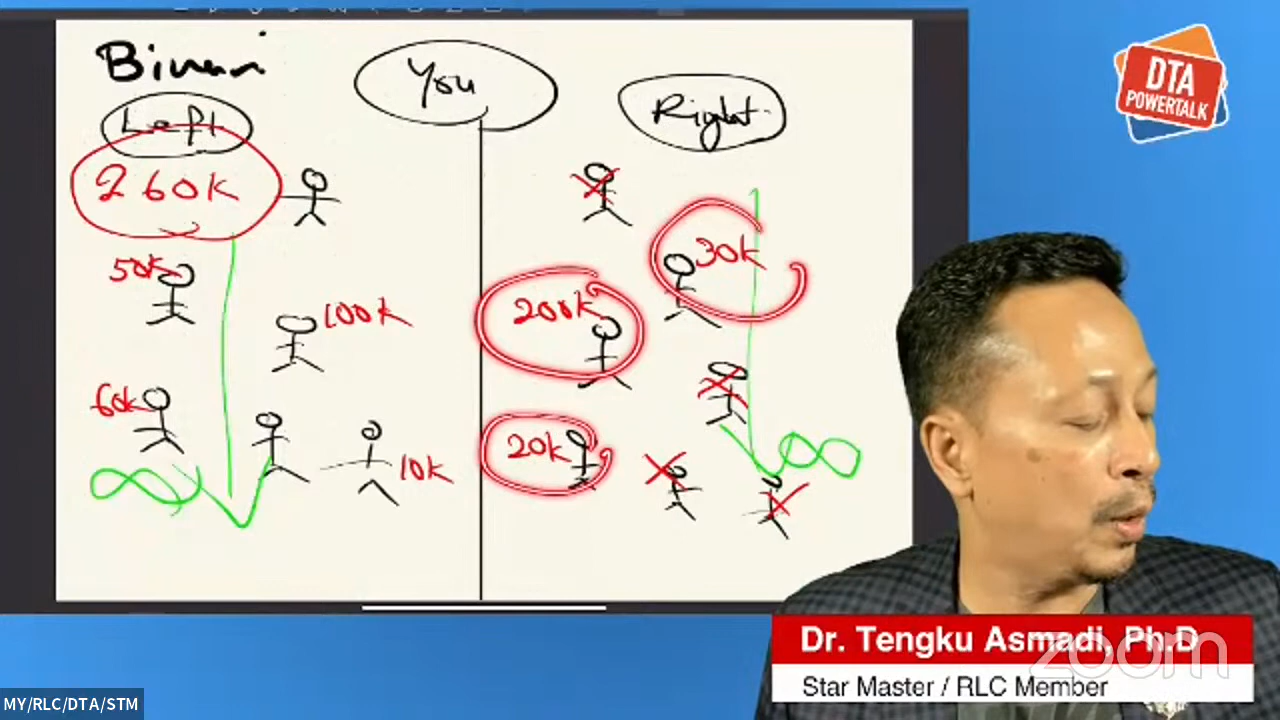 Binari
You
Left
Right
260k
50k
30k
100k
200k
60k
20k
10k
DTA
POWERTALK
Dr. Tengku Asmadi, Ph.D
zoom
Star Master / RLC Member
MY/RLC/DTA/STM